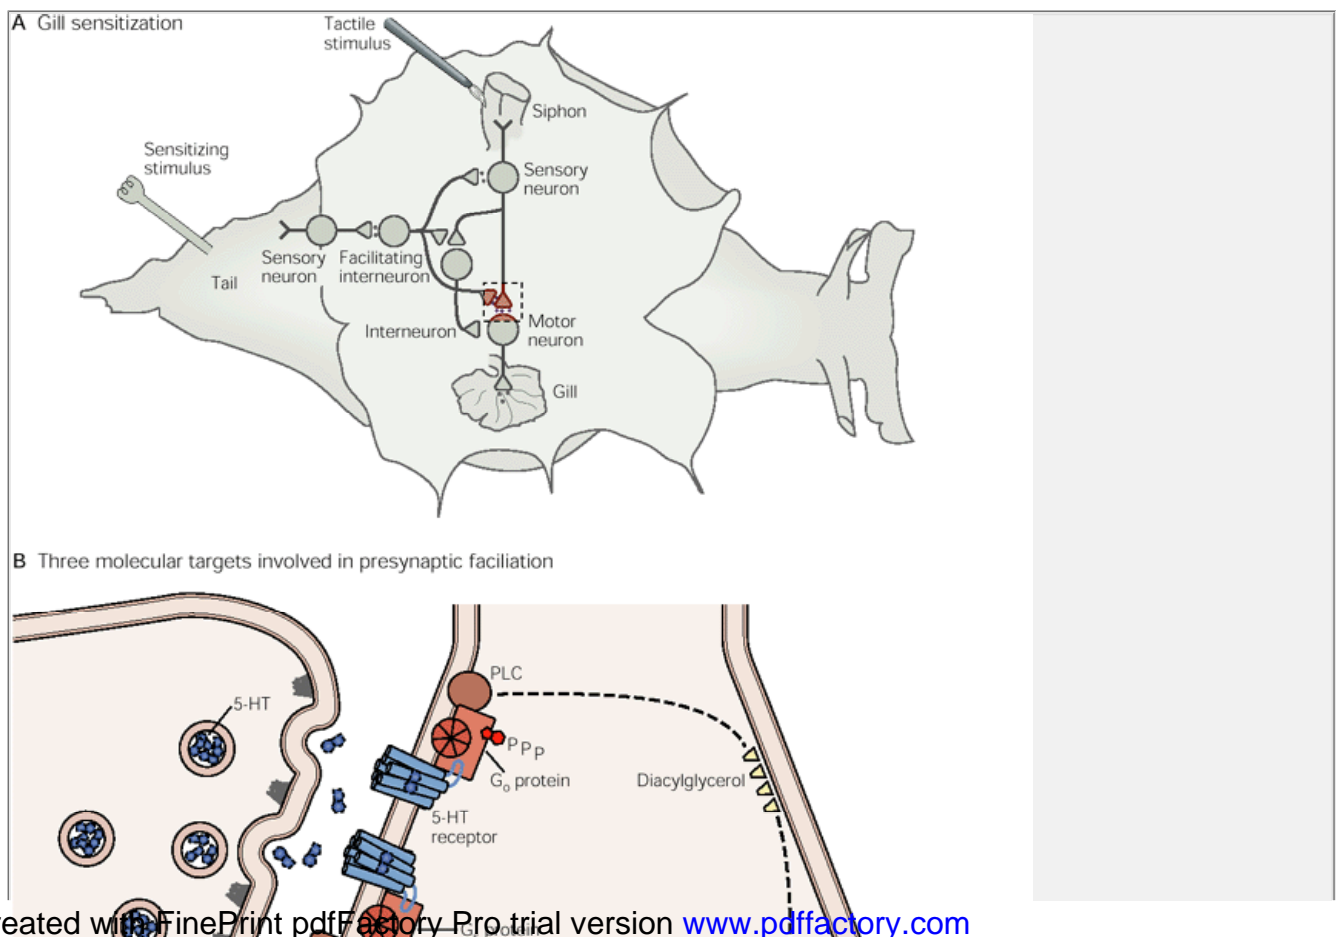 A Gill sensitization
Tactile
stimulus
Siphon
Sensitizing
stimulus
Sensory
neuron
Sensory
neuron
Facilitating
interneuron
Tail
Interneuron
Motor
neuron
Gill
B Three molecular targets involved in presynaptic faciliation
PLC
5-HT
P P P
Go protein
Diacylglycerol
5-HT
receptor
protein
eated with FinePrint pdfFactory Pro trial version www.pdffactory.com